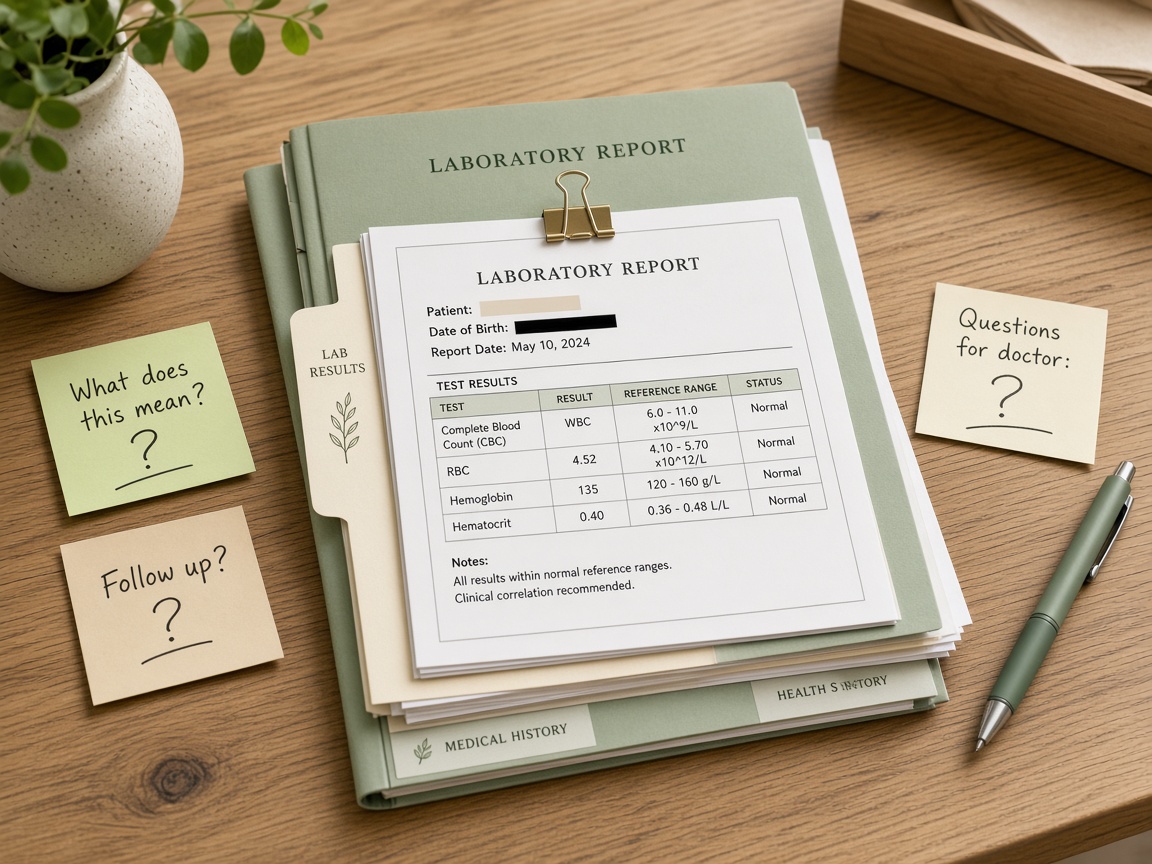 LABORATORY REPORT
LABORATORY REPORT
Patient:
Date of Birth:
Report Date: May 10, 2024
TEST RESULTS
TEST RESULT REFERENCE RANGE STATUS
Complete Blood
Count (CBC) WBC 6.0 - 11.0
x10^9/L Normal
RBC 4.52 4.10 - 5.70
x10^12/L Normal
Hemoglobin 135 120 - 160 g/L Normal
Hematocrit 0.40 0.36 - 0.48 L/L Normal
Notes:
All results within normal reference ranges.
Clinical correlation recommended.
LAB
RESULTS
What does
this mean?
?
Follow up?
?
Questions
for doctor:
?
MEDICAL HISTORY
HEALTH